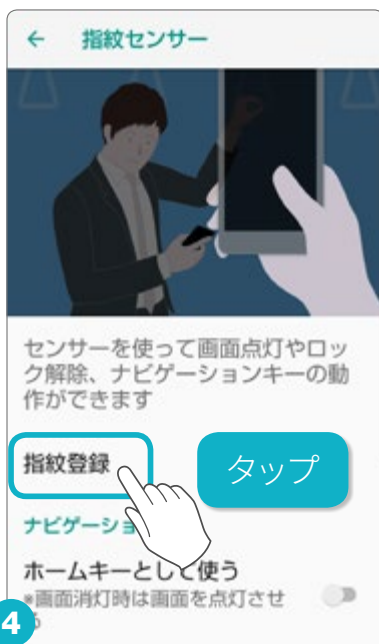 ← 指紋センサー
センサーを使って画面点灯やロッ
ク解除、ナビゲーションキーの動
作ができます
指紋登録
タップ
ナビゲーショ
ホームキーとして使う
※画面消灯時は画面を点灯させ
る
4